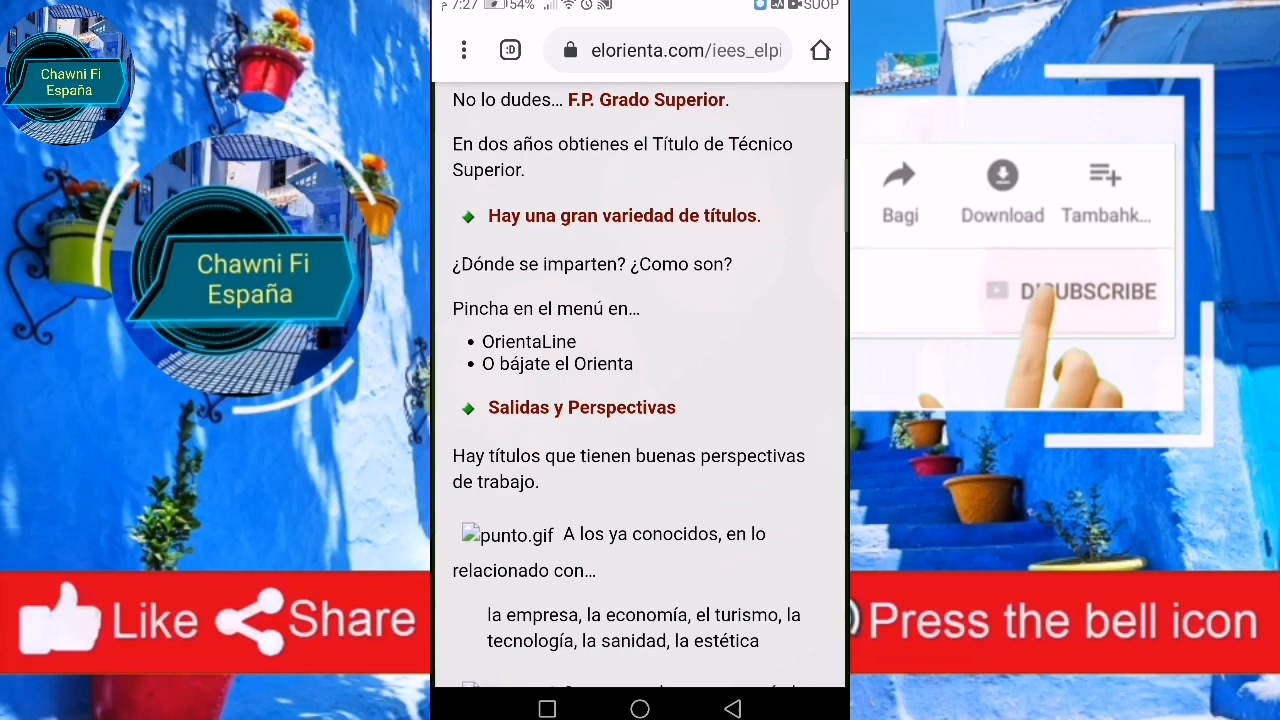 Chawni Fi
España
Chawni Fi
España
Like Share
7:27 م 54% SUOP
:D elorienta.com/iees_elpi
No lo dudes... F.P. Grado Superior.
En dos años obtienes el Título de Técnico
Superior.
Hay una gran variedad de títulos.
¿Dónde se imparten? ¿Como son?
Pincha en el menú en...
• OrientaLine
• O bájate el Orienta
Salidas y Perspectivas
Hay títulos que tienen buenas perspectivas
de trabajo.
punto.gif A los ya conocidos, en lo
relacionado con...
la empresa, la economía, el turismo, la
tecnología, la sanidad, la estética
Bagi Download Tambahk...
Press the bell icon